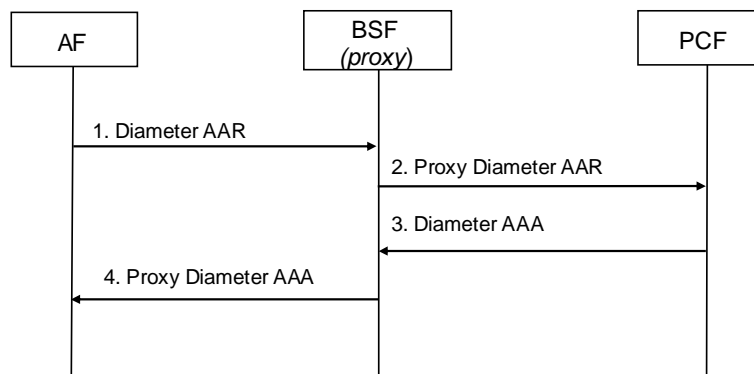 AF
BSF
(proxy)
PCF
1. Diameter AAR
2. Proxy Diameter AAR
3. Diameter AAA
4. Proxy Diameter AAA